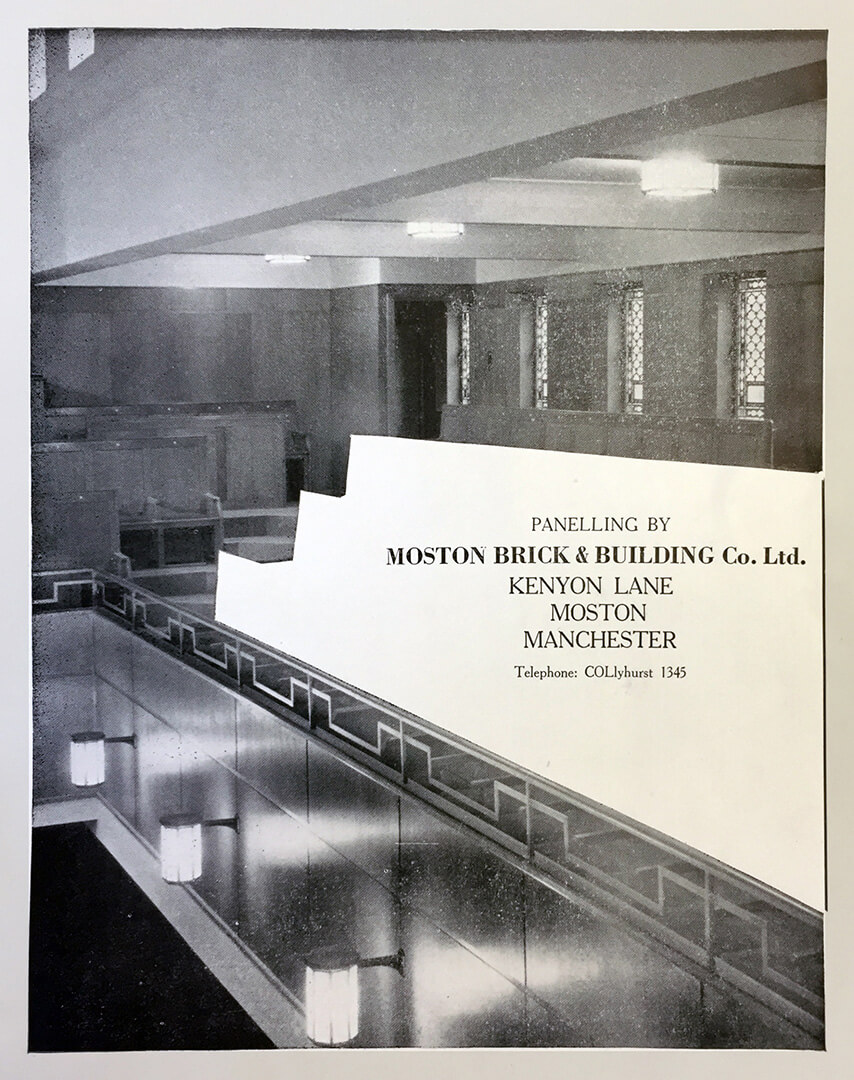 PANELLING BY
MOSTON BRICK & BUILDING Co. Ltd.
KENYON LANE
MOSTON
MANCHESTER
Telephone: COLlyhurst 1345